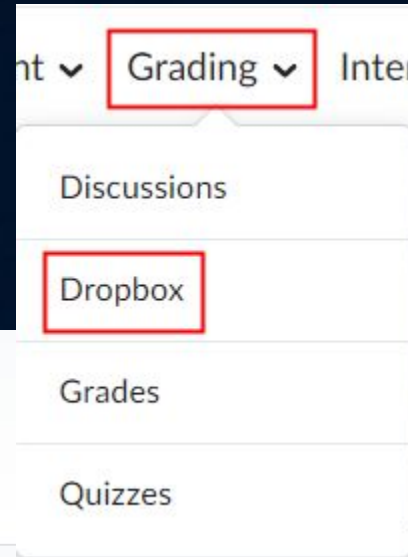 nt Grading Inter
Discussions
Dropbox
Grades
Quizzes